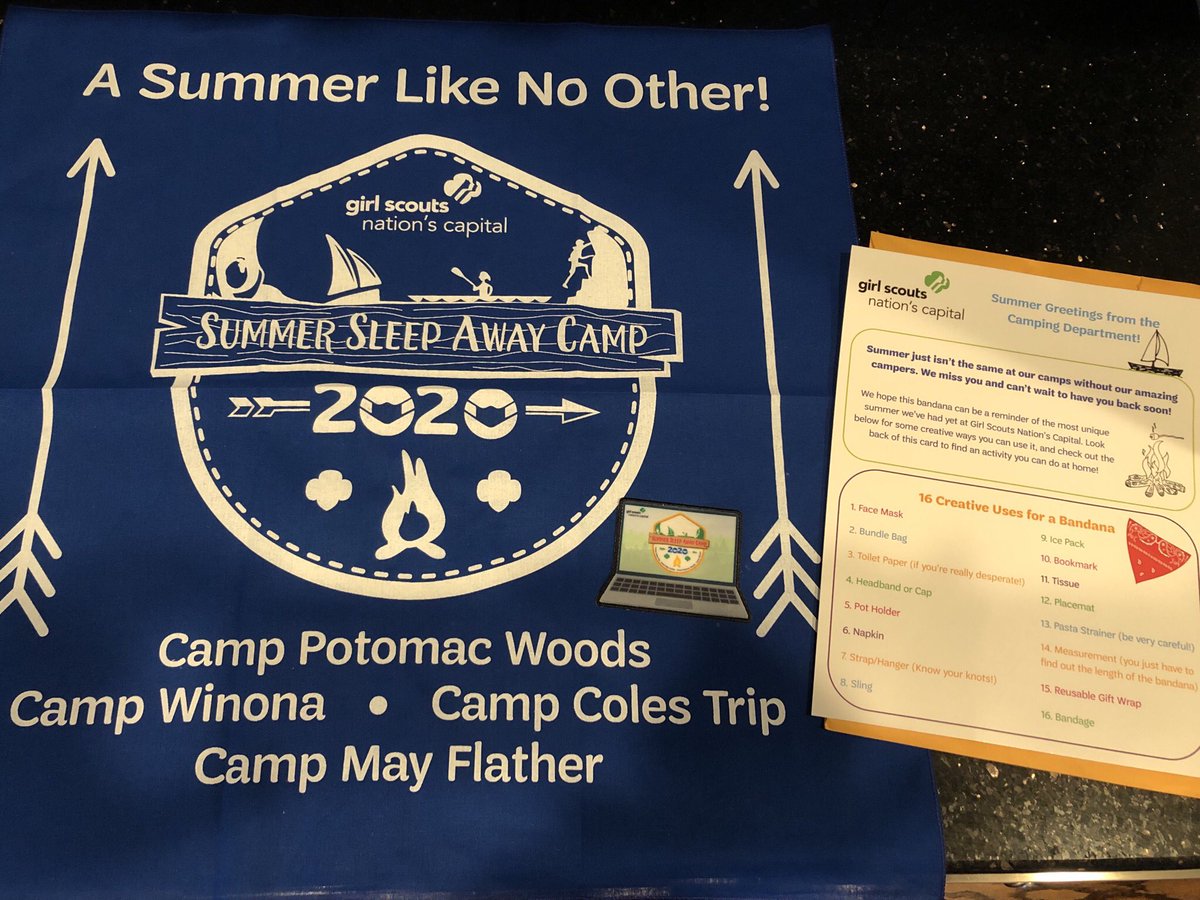 A Summer Like No Other!
girl scouts
nation's capital
SUMMER SLEEP AWAY CAMP
2020
Camp Potomac Woods
Camp Winona • Camp Coles Trip
Camp May Flather
girl scouts
nation's capital
SUMMER SLEEP AWAY CAMP
2020
girl scouts
nation's capital
Summer Greetings from the
Camping Department!
Summer just isn't the same at our camps without our amazing
campers. We miss you and can't wait to have you back soon!
We hope this bandana can be a reminder of the most unique
summer we've had yet at Girl Scouts Nation's Capital. Look
below for some creative ways you can use it, and check out the
back of this card to find an activity you can do at home!
16 Creative Uses for a Bandana
1. Face Mask
2. Bundle Bag
3. Toilet Paper (if you're really desperate!)
4. Headband or Cap
5. Pot Holder
6. Napkin
7. Strap/Hanger (Know your knots!)
8. Sling
9. Ice Pack
10. Bookmark
11. Tissue
12. Placemat
13. Pasta Strainer (be very careful!)
14. Measurement (you just have to
find out the length of the bandana)
15. Reusable Gift Wrap
16. Bandage